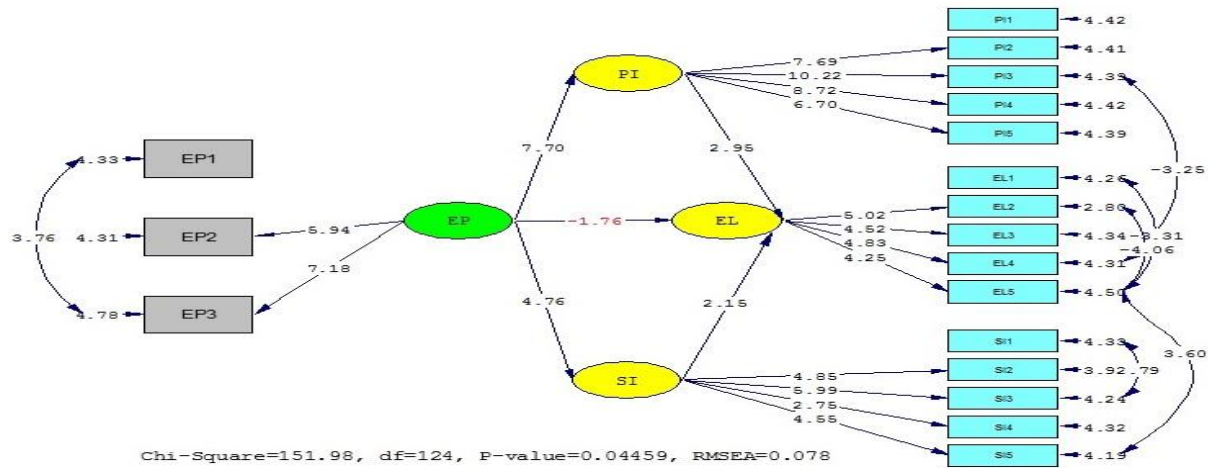 PI1 4.42
PI2 4.41
7.69
PI 10.22 PI3 4.39
8.72 PI4 4.42
6.70 PI5 4.39
4.33 EP1
7.70 2.95
EL1 4.26 -3.25
5.02 EL2 2.80
EP -1.76 EL 4.52 EL3 4.34 -3.31
3.76 4.31 EP2 5.94 4.83 -4.06
4.25 EL4 4.31
7.18 EL5 4.50
4.78 EP3 4.76 2.15
SI1 4.33 3.60
4.85 SI2 3.92 2.79
SI 5.99 SI3 4.24
2.75 SI4 4.32
4.55 SI5 4.19
Chi-Square=151.98, df=124, P-value=0.04459, RMSEA=0.078